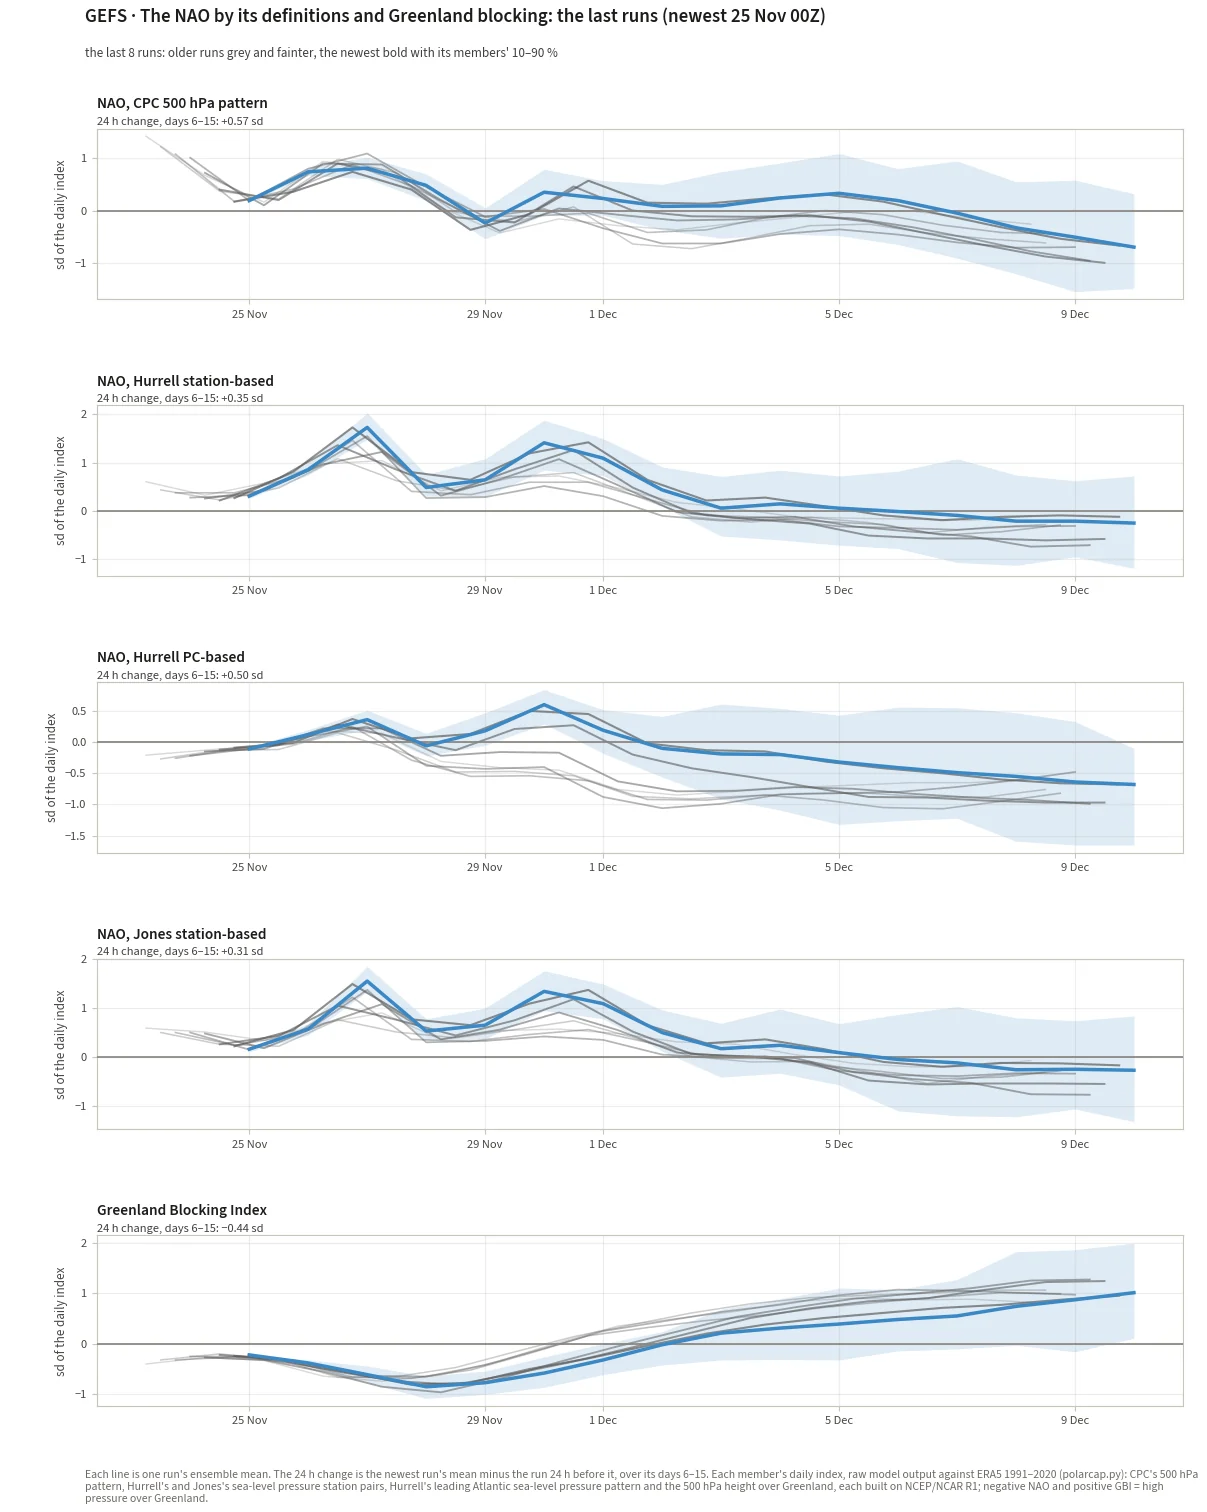 GEFS · The NAO by its definitions and Greenland blocking: the last runs (newest 25 Nov 00Z)
the last 8 runs: older runs grey and fainter, the newest bold with its members' 10–90 %
NAO, CPC 500 hPa pattern
24 h change, days 6–15: +0.57 sd
sd of the daily index
1
0
−1
25 Nov
29 Nov
1 Dec
5 Dec
9 Dec
NAO, Hurrell station-based
24 h change, days 6–15: +0.35 sd
sd of the daily index
2
1
0
−1
25 Nov
29 Nov
1 Dec
5 Dec
9 Dec
NAO, Hurrell PC-based
24 h change, days 6–15: +0.50 sd
sd of the daily index
0.5
0.0
−0.5
−1.0
−1.5
25 Nov
29 Nov
1 Dec
5 Dec
9 Dec
NAO, Jones station-based
24 h change, days 6–15: +0.31 sd
sd of the daily index
2
1
0
−1
25 Nov
29 Nov
1 Dec
5 Dec
9 Dec
Greenland Blocking Index
24 h change, days 6–15: −0.44 sd
sd of the daily index
2
1
0
−1
25 Nov
29 Nov
1 Dec
5 Dec
9 Dec
Each line is one run's ensemble mean. The 24 h change is the newest run's mean minus the run 24 h before it, over its days 6–15. Each member's daily index, raw model output against ERA5 1991–2020 (polarcap.py): CPC's 500 hPa
pattern, Hurrell's and Jones's sea-level pressure station pairs, Hurrell's leading Atlantic sea-level pressure pattern and the 500 hPa height over Greenland, each built on NCEP/NCAR R1; negative NAO and positive GBI = high
pressure over Greenland.